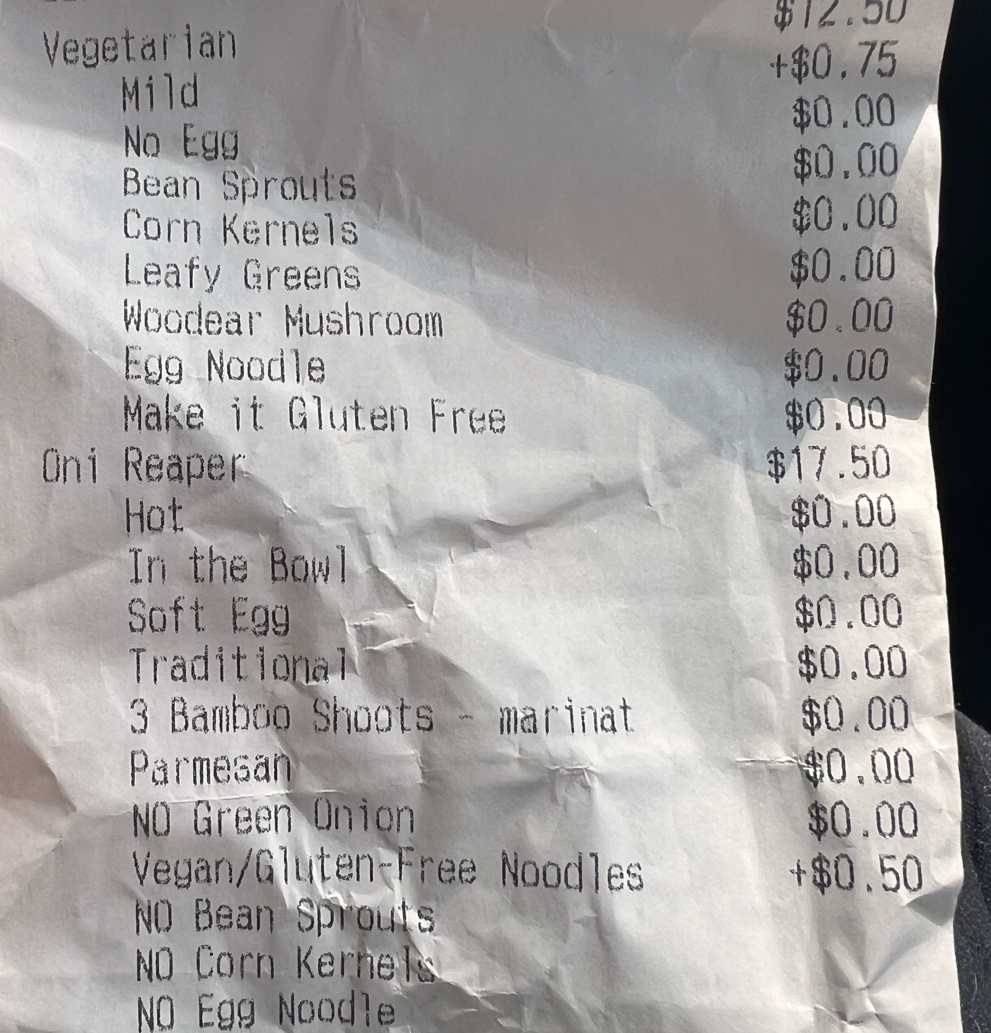 $12.50
Vegetarian +$0.75
Mild $0.00
No Egg $0.00
Bean Sprouts $0.00
Corn Kernels $0.00
Leafy Greens $0.00
Woodear Mushroom $0.00
Egg Noodle $0.00
Make it Gluten Free $0.00
Oni Reaper $17.50
Hot $0.00
In the Bowl $0.00
Soft Egg $0.00
Traditional $0.00
3 Bamboo Shoots - marinat $0.00
Parmesan $0.00
NO Green Onion $0.00
Vegan/Gluten-Free Noodles +$0.50
NO Bean Sprouts
NO Corn Kernels
NO Egg Noodle